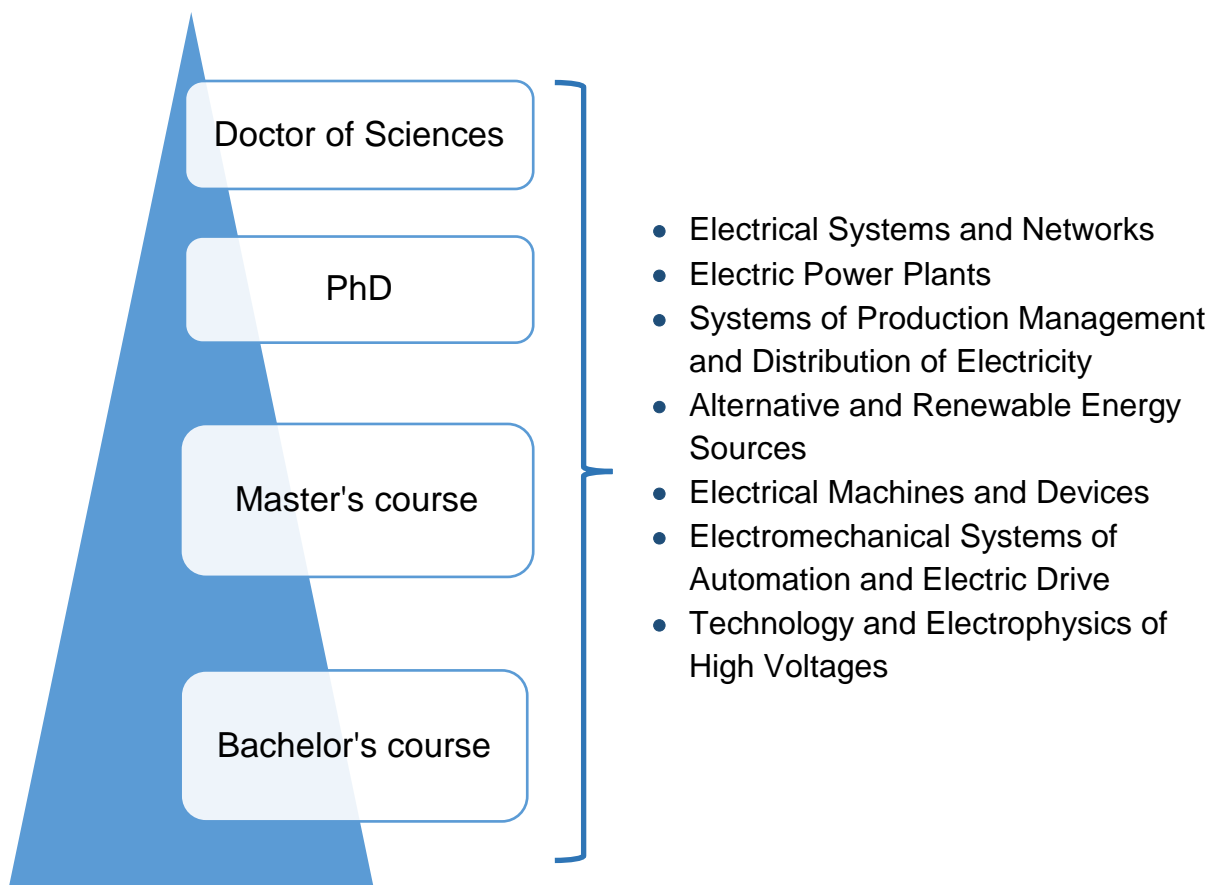 Doctor of Sciences
PhD
Master's course
Bachelor's course
• Electrical Systems and Networks
• Electric Power Plants
• Systems of Production Management
and Distribution of Electricity
• Alternative and Renewable Energy
Sources
• Electrical Machines and Devices
• Electromechanical Systems of
Automation and Electric Drive
• Technology and Electrophysics of
High Voltages